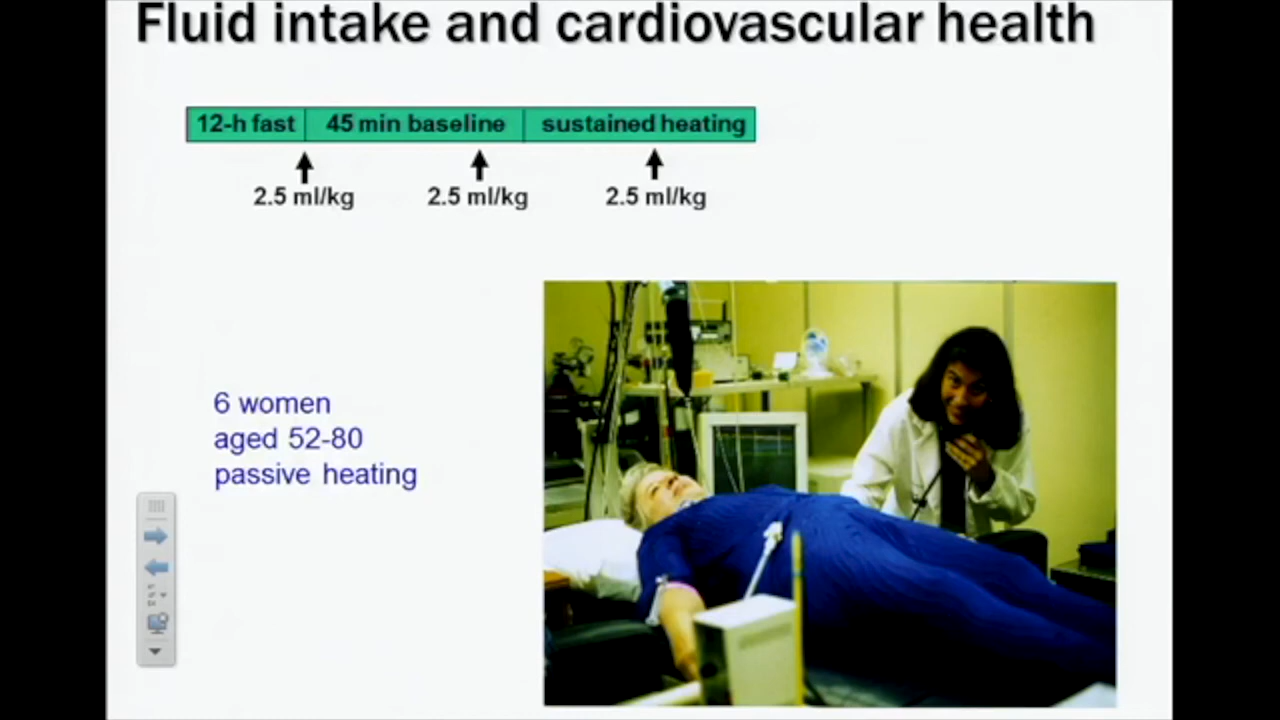 Fluid intake and cardiovascular health
12-h fast 45 min baseline sustained heating
2.5 ml/kg 2.5 ml/kg 2.5 ml/kg
6 women
aged 52-80
passive heating